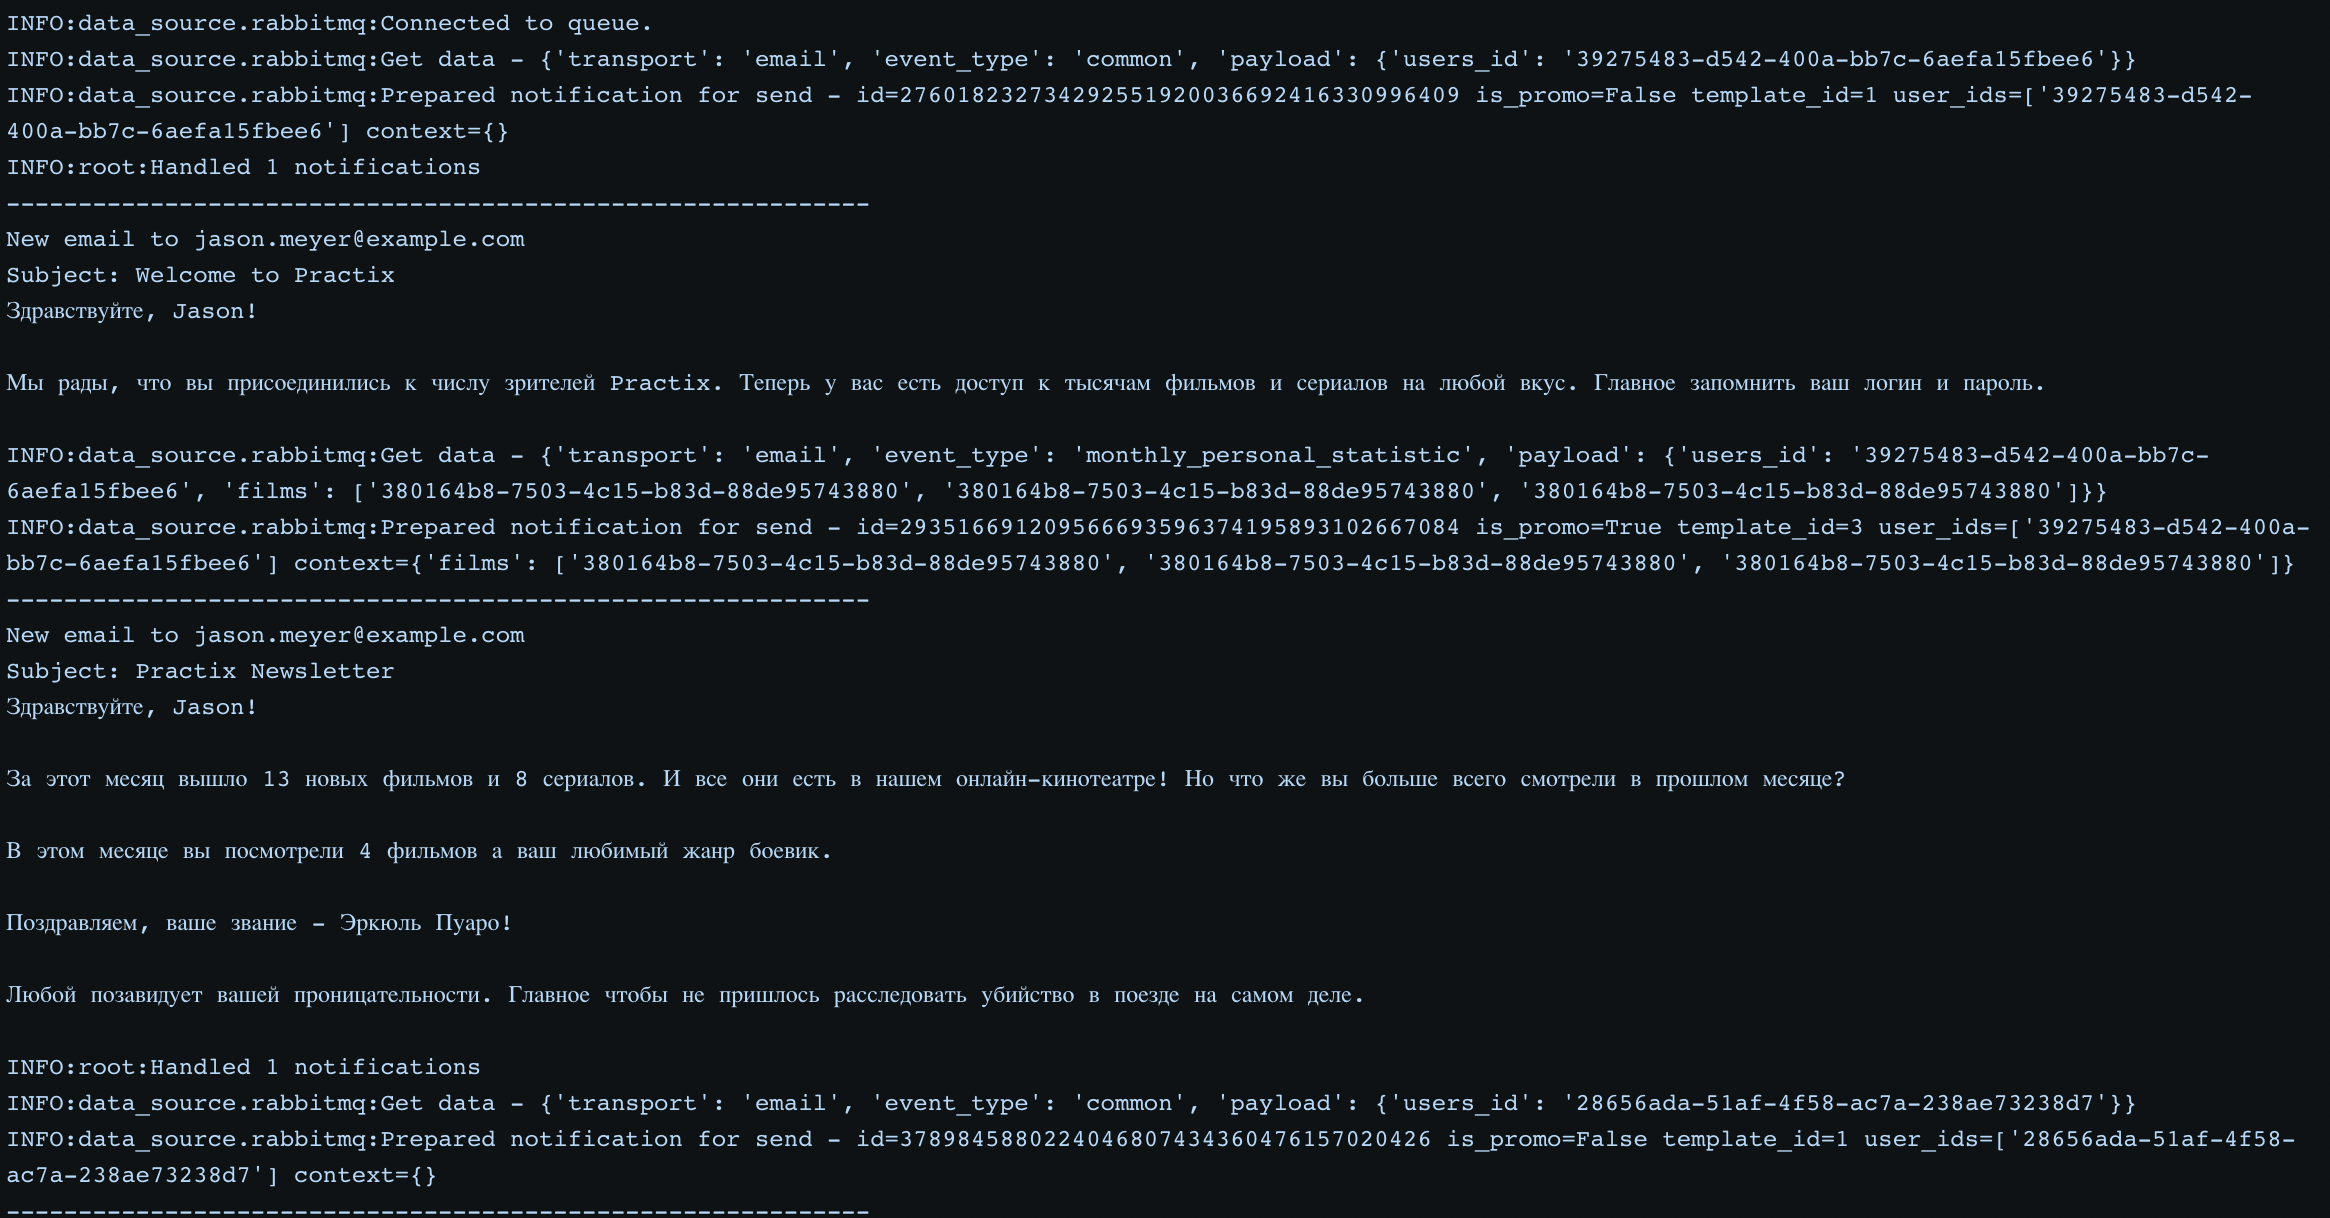 INFO:data_source.rabbitmq:Connected to queue.
INFO:data_source.rabbitmq:Get data - {'transport': 'email', 'event_type': 'common', 'payload': {'users_id': '39275483-d542-400a-bb7c-6aefa15fbee6'}}
INFO:data_source.rabbitmq:Prepared notification for send - id=276018232734292551920036692416330996409 is_promo=False template_id=1 user_ids=['39275483-d542-
400a-bb7c-6aefa15fbee6'] context={}
INFO:root:Handled 1 notifications
------------------------------------------------------------
New email to jason.meyer@example.com
Subject: Welcome to Practix
Здравствуйте, Jason!
Мы рады, что вы присоединились к числу зрителей Practix. Теперь у вас есть доступ к тысячам фильмов и сериалов на любой вкус. Главное запомнить ваш логин и пароль.
INFO:data_source.rabbitmq:Get data - {'transport': 'email', 'event_type': 'monthly_personal_statistic', 'payload': {'users_id': '39275483-d542-400a-bb7c-
6aefa15fbee6', 'films': ['380164b8-7503-4c15-b83d-88de95743880', '380164b8-7503-4c15-b83d-88de95743880', '380164b8-7503-4c15-b83d-88de95743880']}}
INFO:data_source.rabbitmq:Prepared notification for send - id=293516691209566693596374195893102667084 is_promo=True template_id=3 user_ids=['39275483-d542-400a-
bb7c-6aefa15fbee6'] context={'films': ['380164b8-7503-4c15-b83d-88de95743880', '380164b8-7503-4c15-b83d-88de95743880', '380164b8-7503-4c15-b83d-88de95743880']}
------------------------------------------------------------
New email to jason.meyer@example.com
Subject: Practix Newsletter
Здравствуйте, Jason!
За этот месяц вышло 13 новых фильмов и 8 сериалов. И все они есть в нашем онлайн-кинотеатре! Но что же вы больше всего смотрели в прошлом месяце?
В этом месяце вы посмотрели 4 фильмов а ваш любимый жанр боевик.
Поздравляем, ваше звание - Эркюль Пуаро!
Любой позавидует вашей проницательности. Главное чтобы не пришлось расследовать убийство в поезде на самом деле.
INFO:root:Handled 1 notifications
INFO:data_source.rabbitmq:Get data - {'transport': 'email', 'event_type': 'common', 'payload': {'users_id': '28656ada-51af-4f58-ac7a-238ae73238d7'}}
INFO:data_source.rabbitmq:Prepared notification for send - id=37898458802240468074343604761570​20426 is_promo=False template_id=1 user_ids=['28656ada-51af-4f58-
ac7a-238ae73238d7'] context={}
------------------------------------------------------------